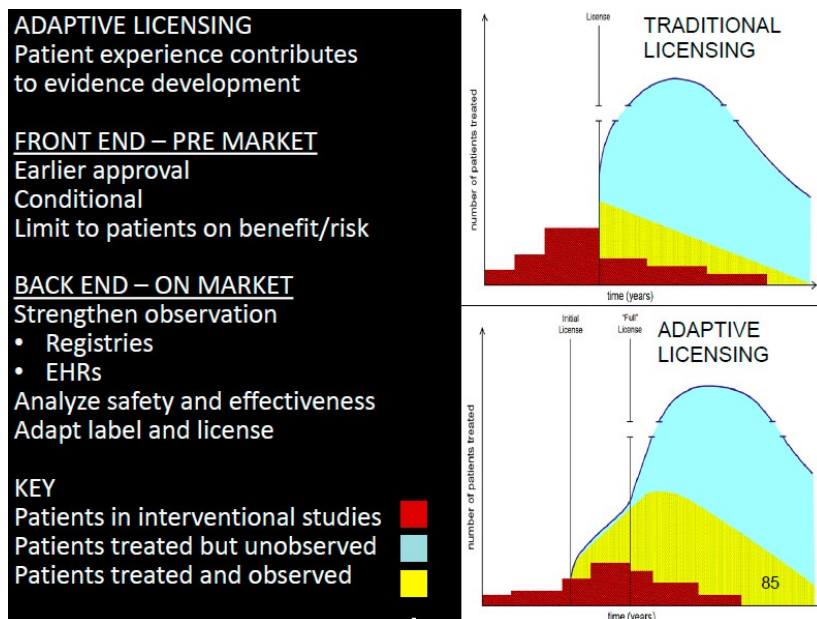 ADAPTIVE LICENSING
Patient experience contributes
to evidence development
FRONT END – PRE MARKET
Earlier approval
Conditional
Limit to patients on benefit/risk
BACK END – ON MARKET
Strengthen observation
• Registries
• EHRs
Analyze safety and effectiveness
Adapt label and license
KEY
Patients in interventional studies
Patients treated but unobserved
Patients treated and observed
License
TRADITIONAL
LICENSING
number of patients treated
time (years)
Initial
License
"Full"
License
ADAPTIVE
LICENSING
number of patients treated
85
time (years)